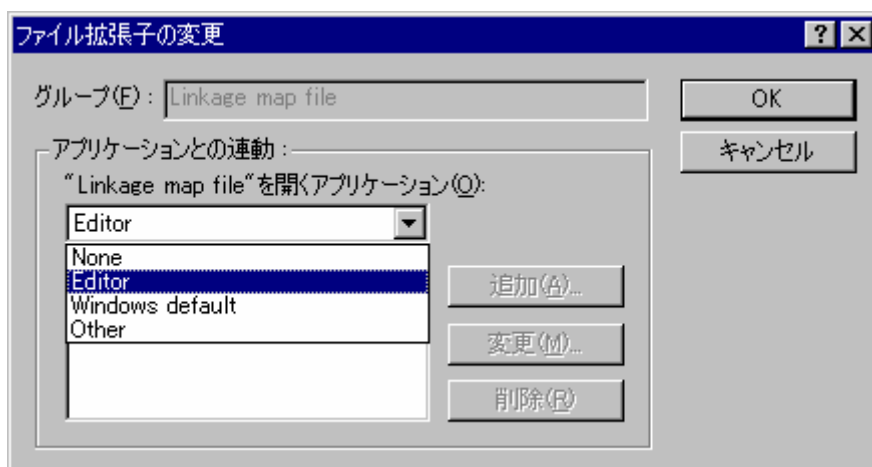 ファイル拡張子の変更
グループ(F): Linkage map file
OK
キャンセル
アプリケーションとの連動:
"Linkage map file"を開くアプリケーション(O):
Editor
None
Editor
Windows default
Other
追加(A)...
変更(M)...
削除(R)